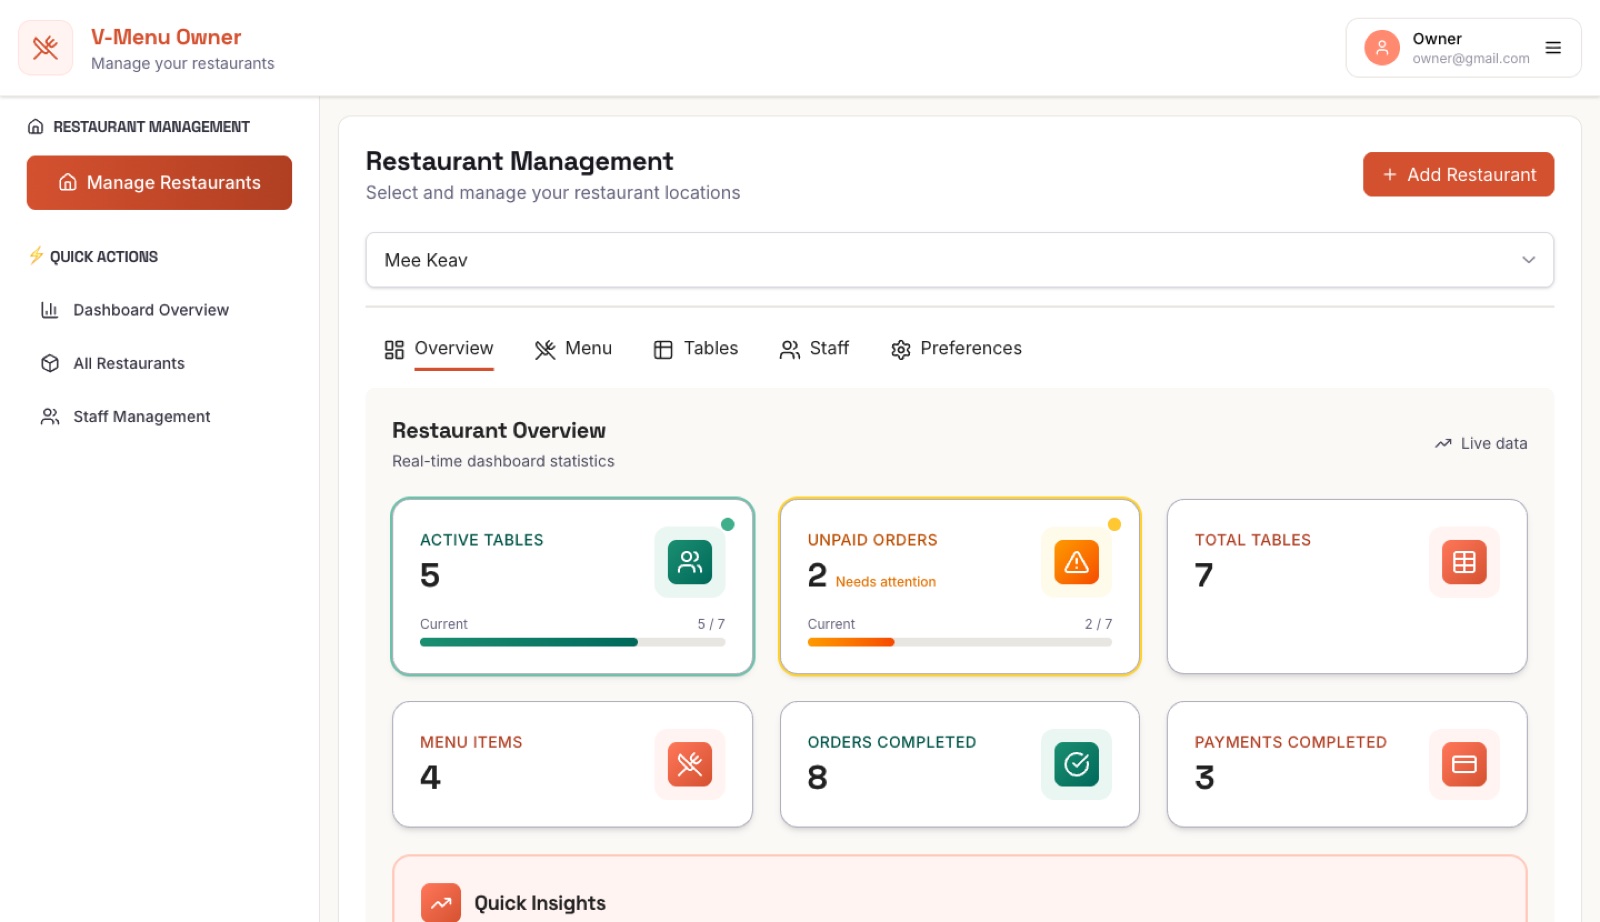 V-Menu Owner
Manage your restaurants
Owner
owner@gmail.com
RESTAURANT MANAGEMENT
Manage Restaurants
QUICK ACTIONS
Dashboard Overview
All Restaurants
Staff Management
Restaurant Management
Select and manage your restaurant locations
+ Add Restaurant
Mee Keav
Overview Menu Tables Staff Preferences
Restaurant Overview
Real-time dashboard statistics
Live data
ACTIVE TABLES
5
Current 5 / 7
UNPAID ORDERS
2 Needs attention
Current 2 / 7
TOTAL TABLES
7
MENU ITEMS
4
ORDERS COMPLETED
8
PAYMENTS COMPLETED
3
Quick Insights